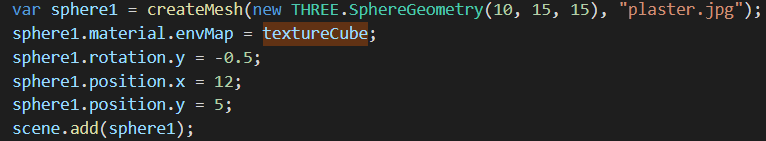 var sphere1 = createMesh(new THREE.SphereGeometry(10, 15, 15), "plaster.jpg");
sphere1.material.envMap = textureCube;
sphere1.rotation.y = -0.5;
sphere1.position.x = 12;
sphere1.position.y = 5;
scene.add(sphere1);